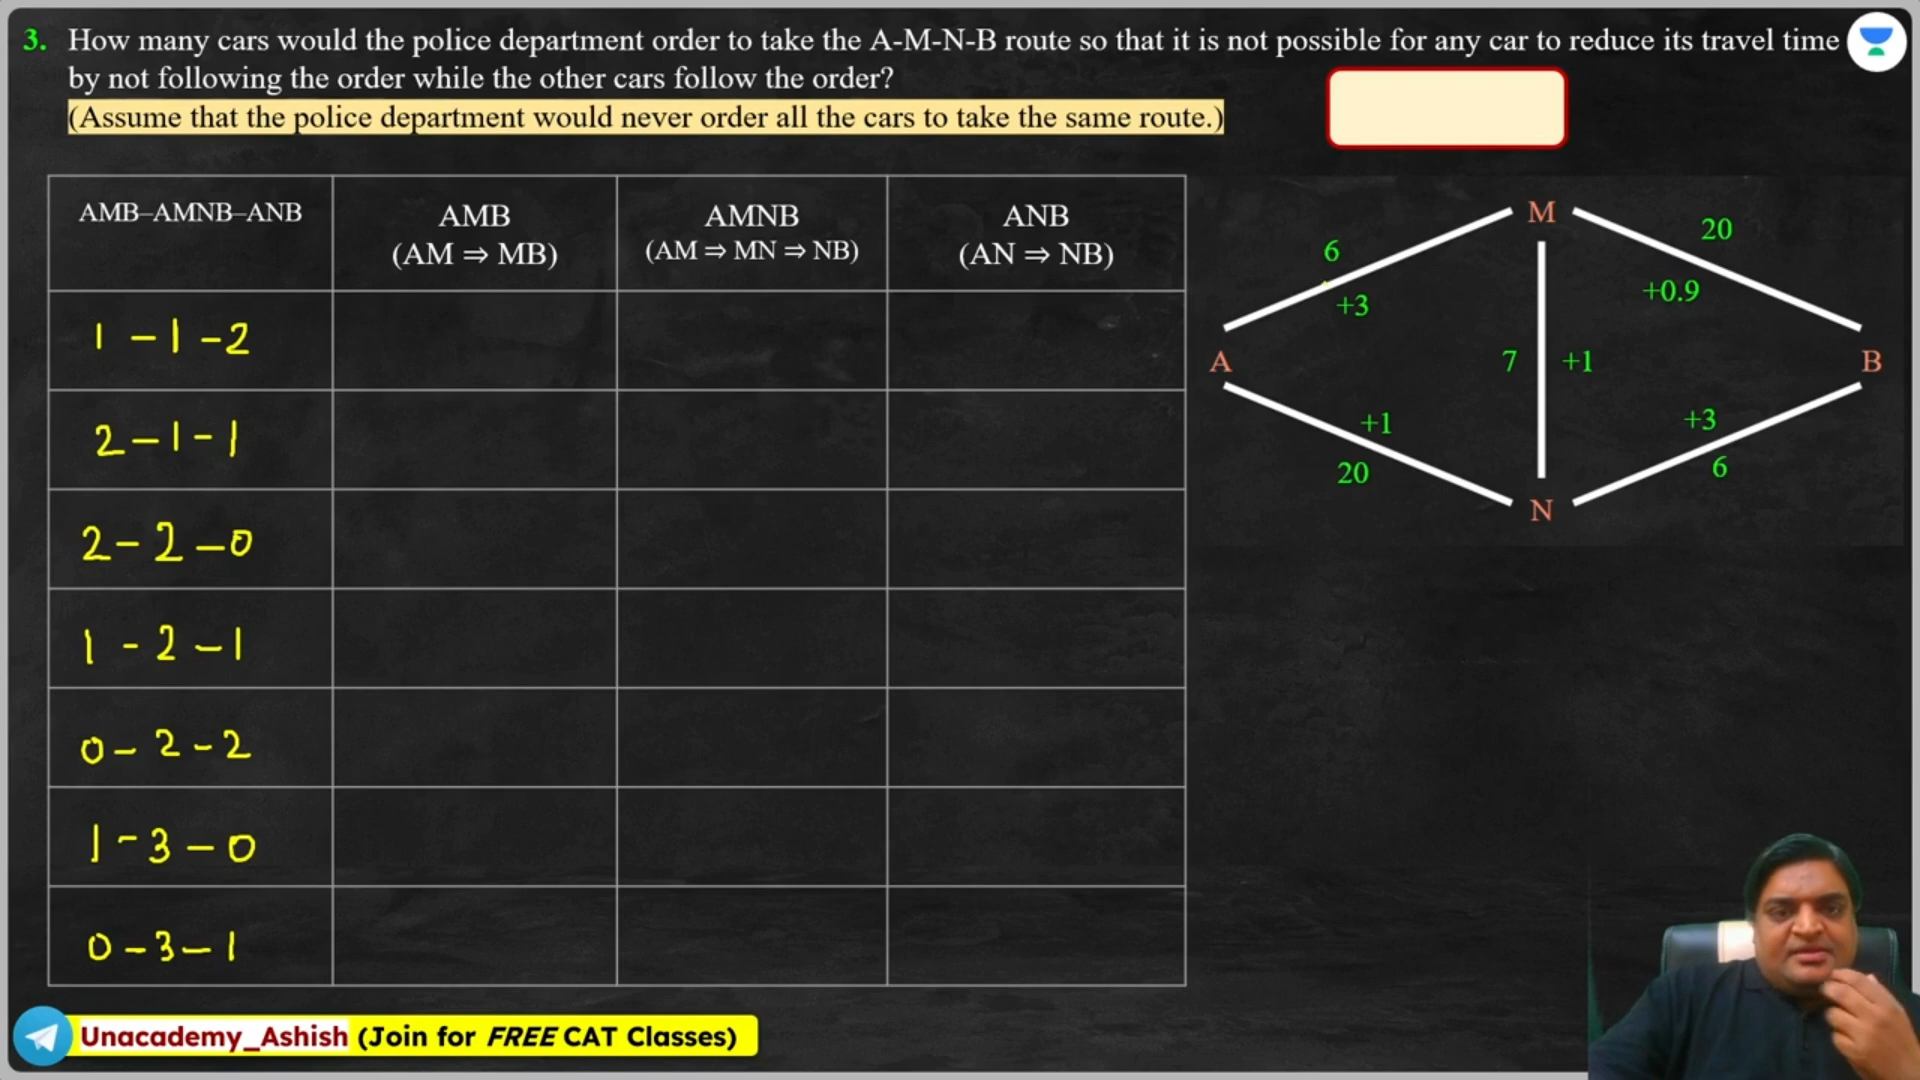 3. How many cars would the police department order to take the A-M-N-B route so that it is not possible for any car to reduce its travel time
by not following the order while the other cars follow the order?
(Assume that the police department would never order all the cars to take the same route.)
AMB–AMNB–ANB
AMB
(AM ⇒ MB)
AMNB
(AM ⇒ MN ⇒ NB)
ANB
(AN ⇒ NB)
1 – 1 – 2
2 – 1 – 1
2 – 2 – 0
1 – 2 – 1
0 – 2 – 2
1 – 3 – 0
0 – 3 – 1
M
6
+3
20
+0.9
A
7
+1
B
+1
20
+3
6
N
Unacademy_Ashish (Join for FREE CAT Classes)